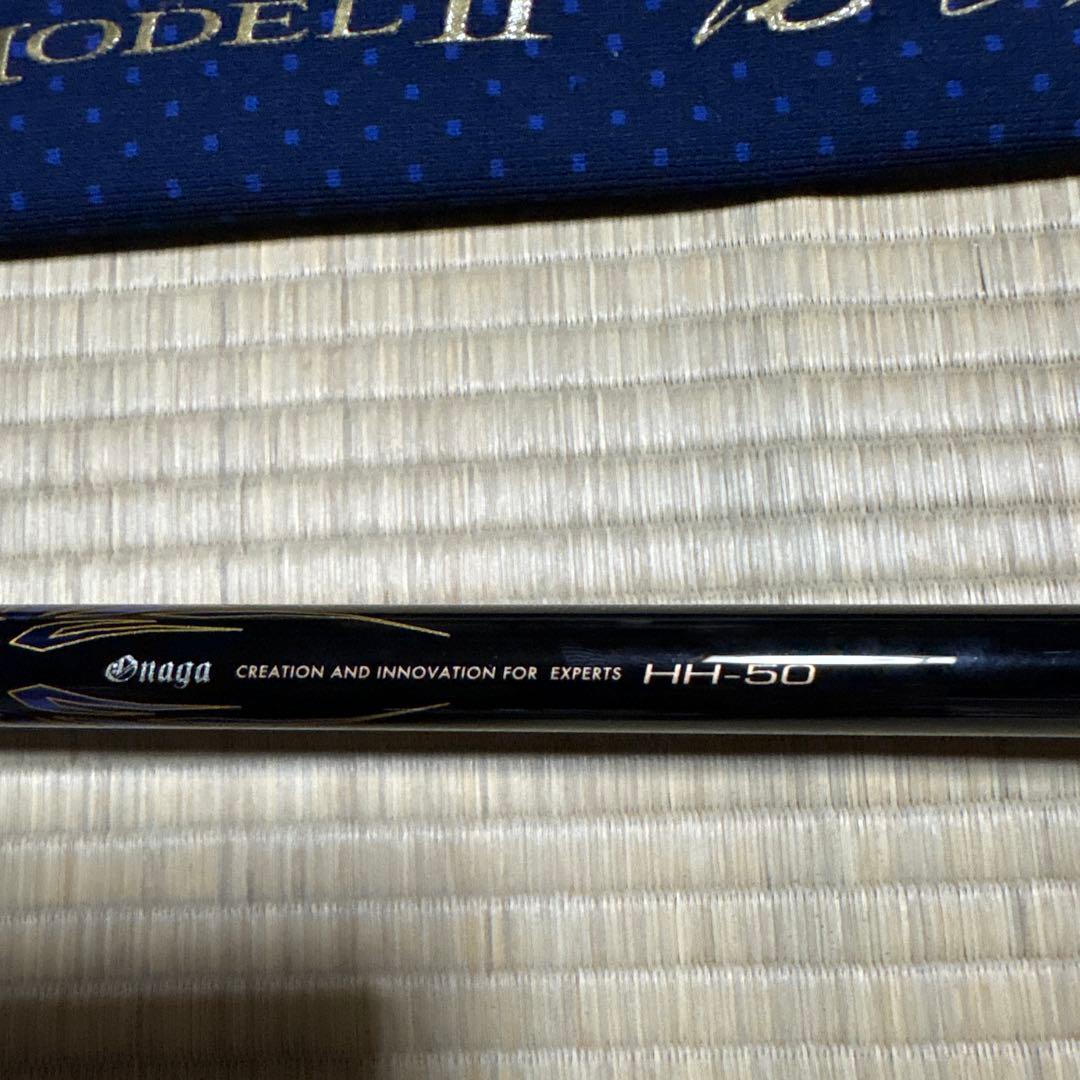 MODEL II
Onaga CREATION AND INNOVATION FOR EXPERTS HH-50